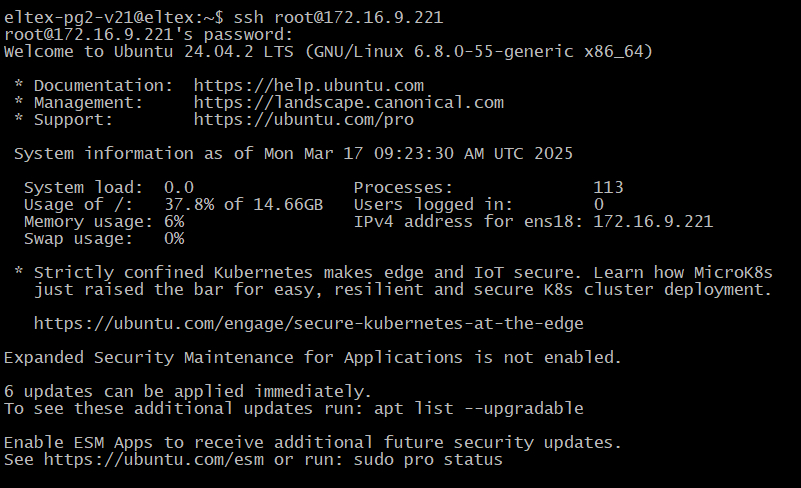 eltex-pg2-v21@eltex:~$ ssh root@172.16.9.221
root@172.16.9.221's password:
Welcome to Ubuntu 24.04.2 LTS (GNU/Linux 6.8.0-55-generic x86_64)

 * Documentation:  https://help.ubuntu.com
 * Management:     https://landscape.canonical.com
 * Support:        https://ubuntu.com/pro

 System information as of Mon Mar 17 09:23:30 AM UTC 2025

  System load:  0.0                Processes:              113
  Usage of /:   37.8% of 14.66GB   Users logged in:        0
  Memory usage: 6%                 IPv4 address for ens18: 172.16.9.221
  Swap usage:   0%

 * Strictly confined Kubernetes makes edge and IoT secure. Learn how MicroK8s
   just raised the bar for easy, resilient and secure K8s cluster deployment.

   https://ubuntu.com/engage/secure-kubernetes-at-the-edge

Expanded Security Maintenance for Applications is not enabled.

6 updates can be applied immediately.
To see these additional updates run: apt list --upgradable

Enable ESM Apps to receive additional future security updates.
See https://ubuntu.com/esm or run: sudo pro status